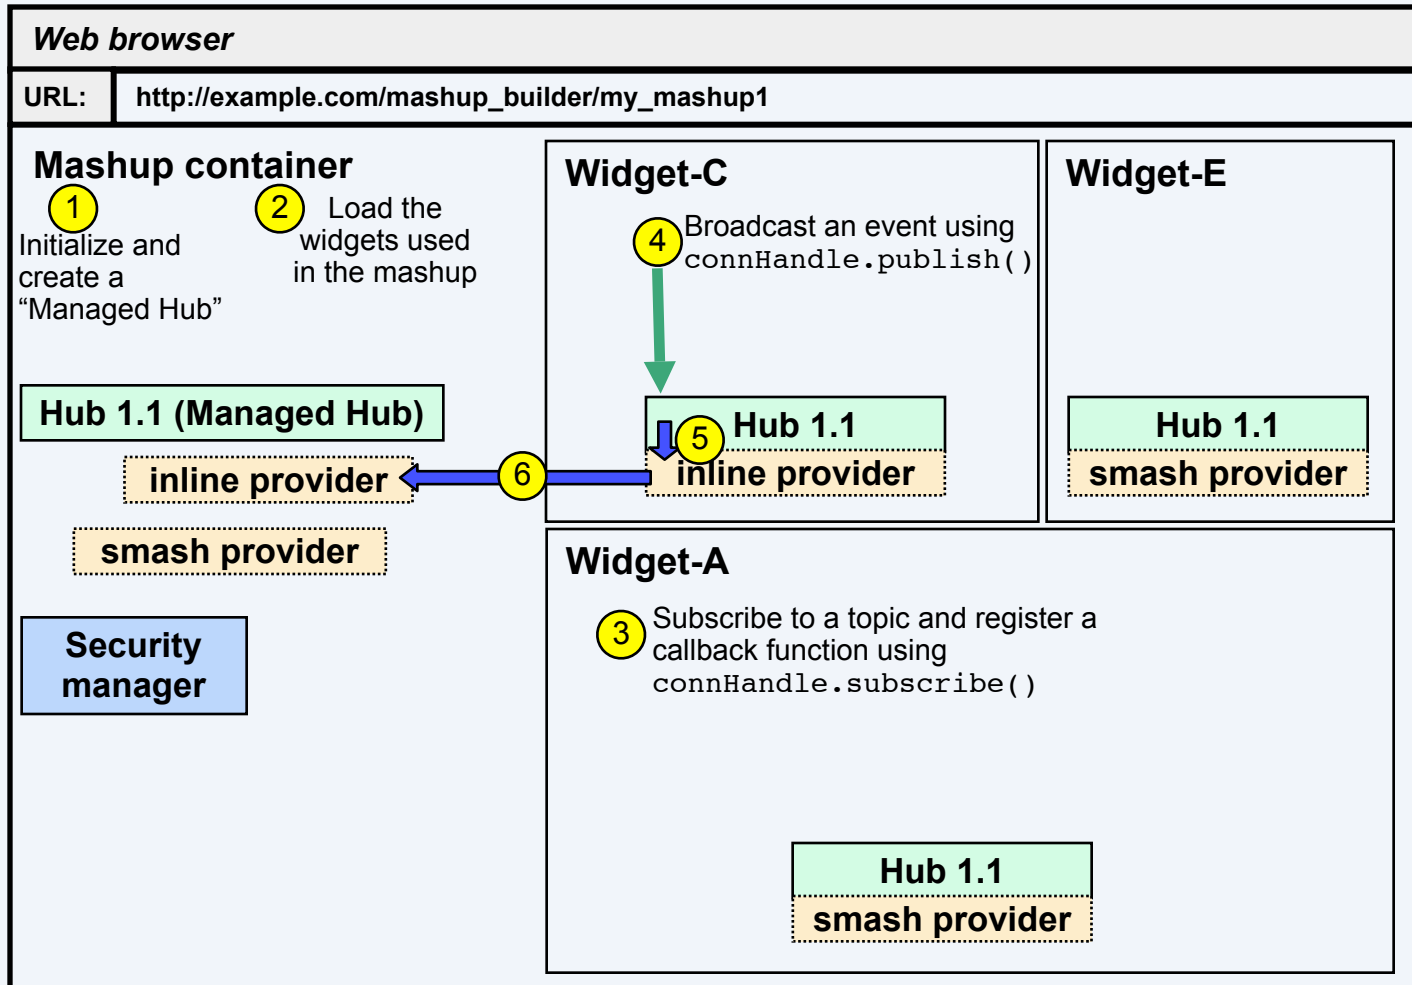 Web browser
URL:
http://example.com/mashup_builder/my_mashup1
Mashup container
1
Initialize and
create a
“Managed Hub”
2
Load the
widgets used
in the mashup
Hub 1.1 (Managed Hub)
inline provider
smash provider
Security
manager
Widget-C
4
Broadcast an event using
connHandle.publish()
Hub 1.1
5
inline provider
6
Widget-E
Hub 1.1
smash provider
Widget-A
3
Subscribe to a topic and register a
callback function using
connHandle.subscribe()
Hub 1.1
smash provider